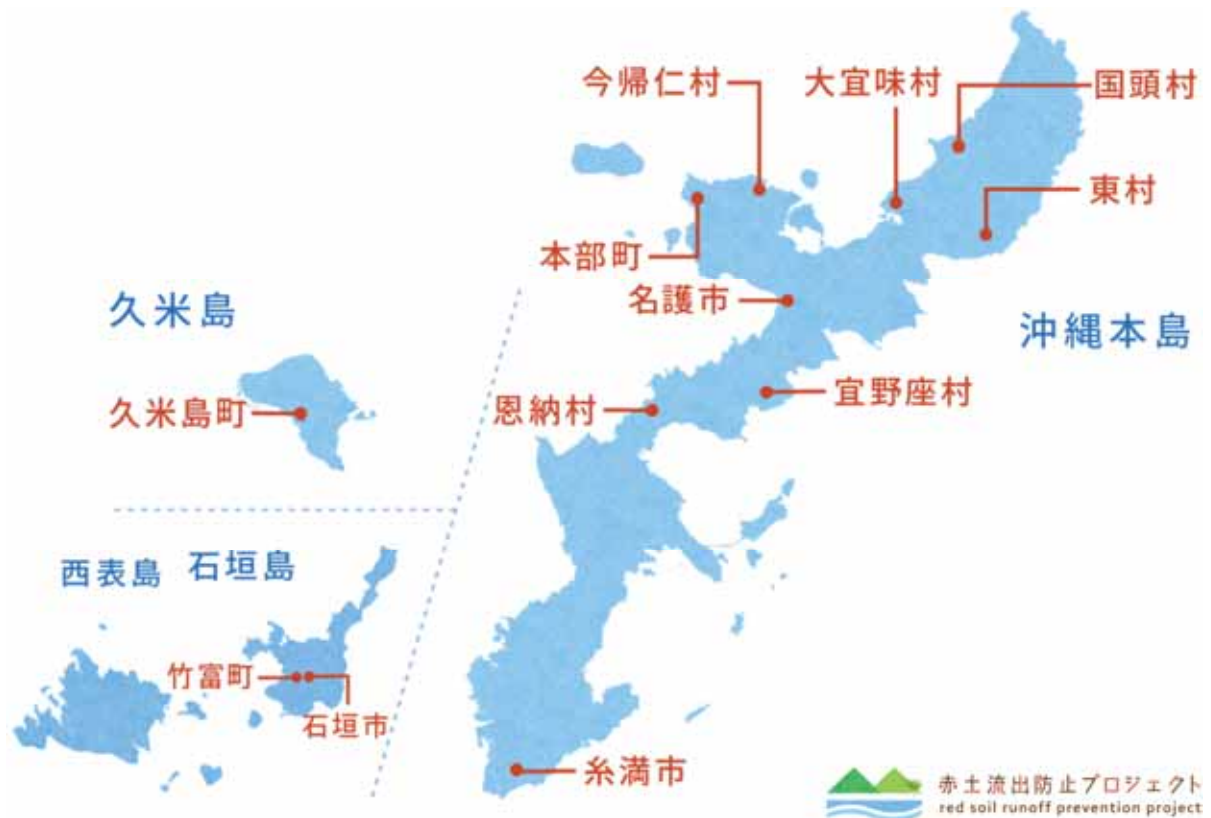 今帰仁村
大宜味村
国頭村
東村
本部町
名護市
沖縄本島
久米島
宜野座村
恩納村
久米島町
西表島
石垣島
竹富町
石垣市
糸満市
赤土流出防止プロジェクト
red soil runoff prevention project